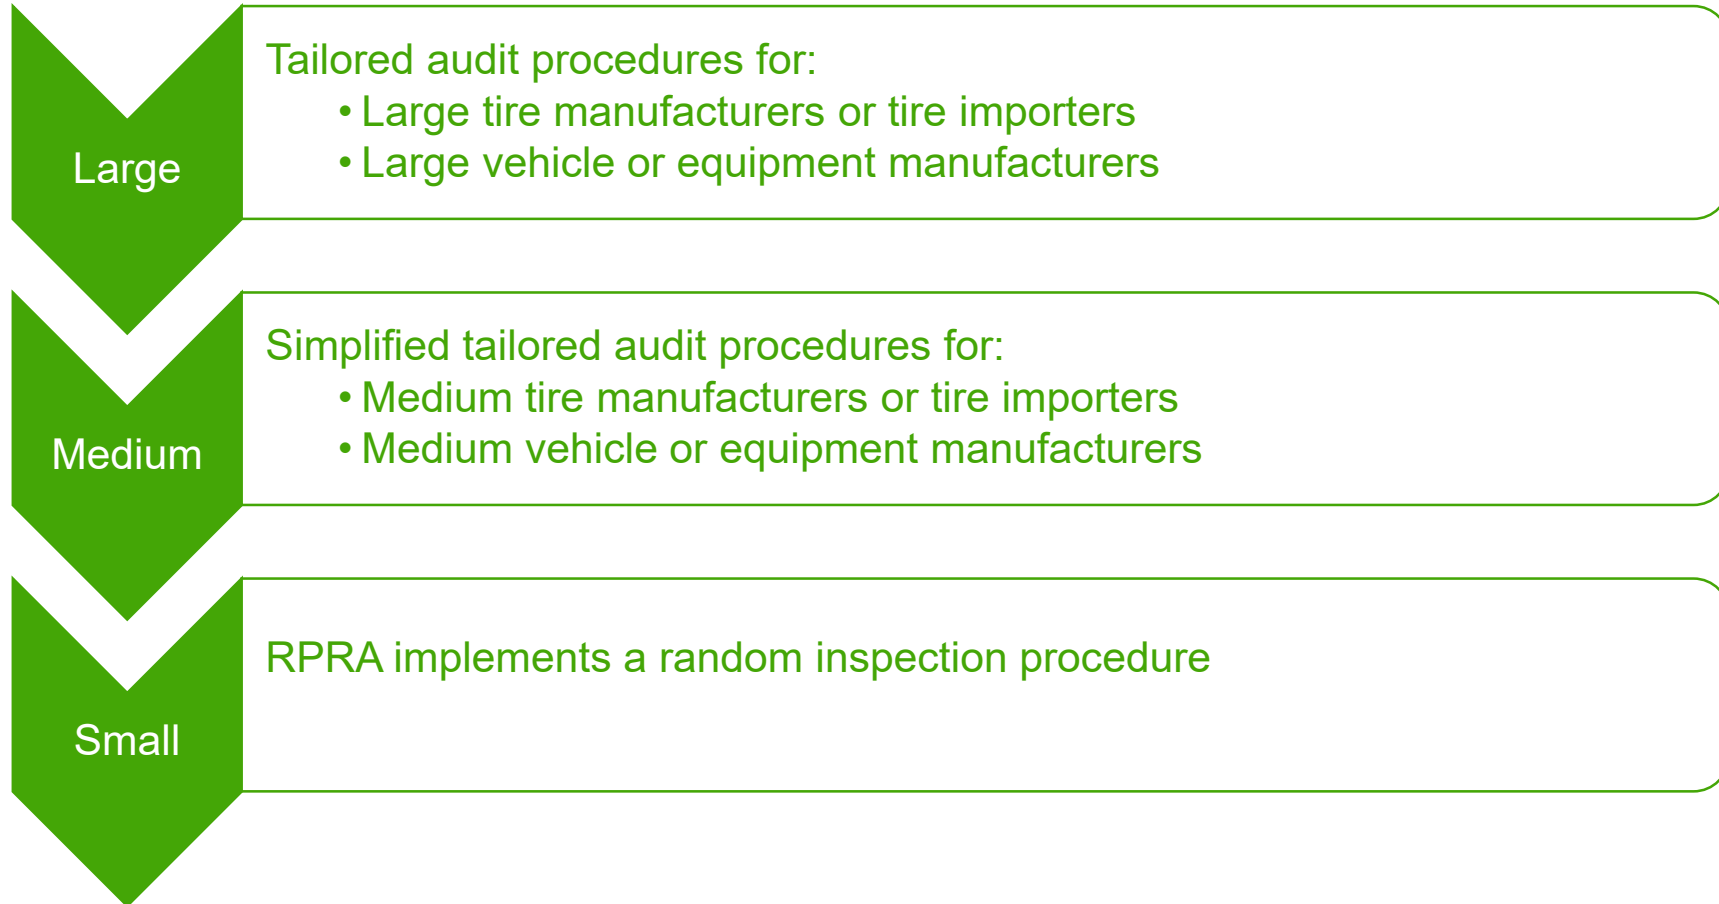 Tailored audit procedures for:
• Large tire manufacturers or tire importers
• Large vehicle or equipment manufacturers
Large
Simplified tailored audit procedures for:
• Medium tire manufacturers or tire importers
• Medium vehicle or equipment manufacturers
Medium
RPRA implements a random inspection procedure
Small